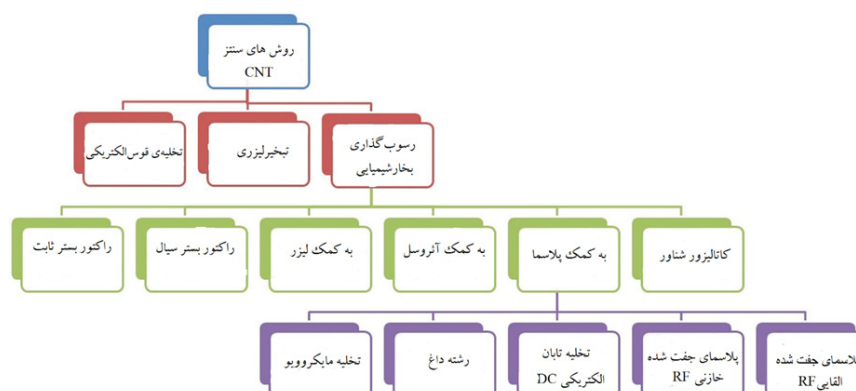 روش های سنتز
CNT
رسوب‌گذاری
بخارشیمیایی
تبخیرلیزری
تخلیه‌ی قوس‌الکتریکی
کاتالیزور شناور
به کمک پلاسما
به کمک آئروسل
به کمک لیزر
راکتور بستر سیال
راکتور بستر ثابت
پلاسمای جفت شده
القایی RF
پلاسمای جفت شده
خازنی RF
تخلیه تابان
الکتریکی DC
رشته داغ
تخلیه مایکروویو